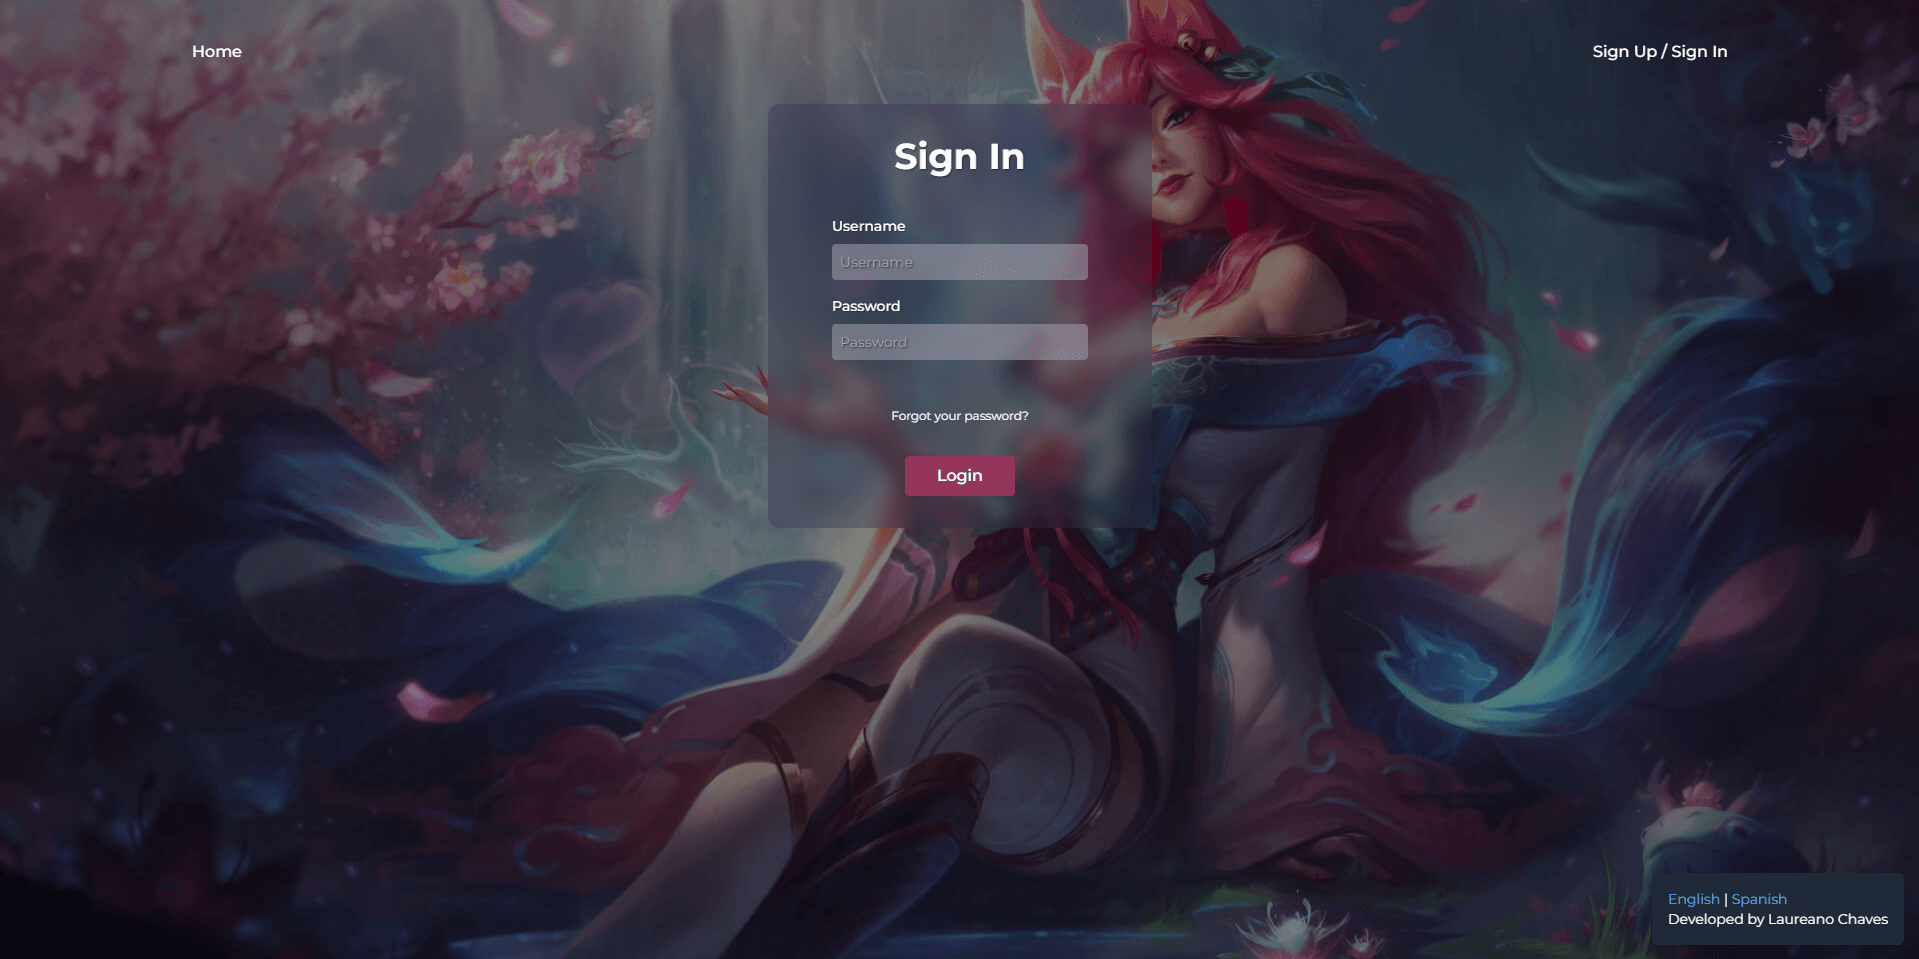 Home
Sign Up / Sign In
Sign In
Username
Username
Password
Password
Forgot your password?
Login
English | Spanish
Developed by Laureano Chaves